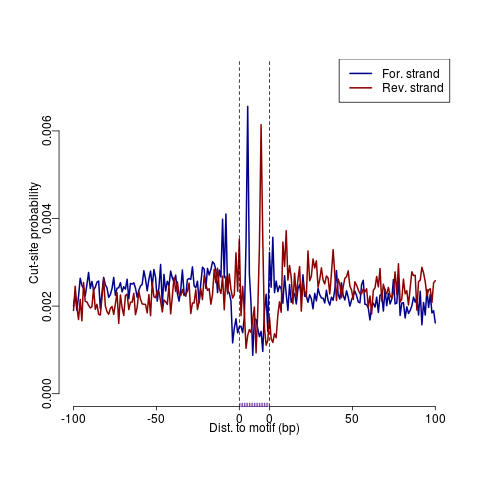 For. strand
Rev. strand
Cut-site probability
0.006
0.004
0.002
0.000
-100 -50 0 0 50 100
Dist. to motif (bp)